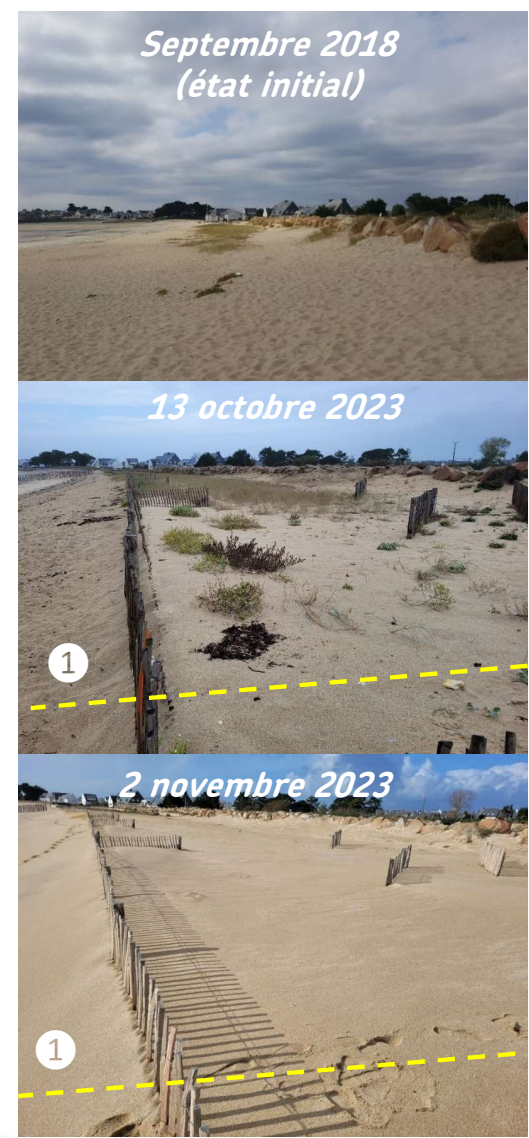 Septembre 2018
(état initial)
13 octobre 2023
1
2 novembre 2023
1